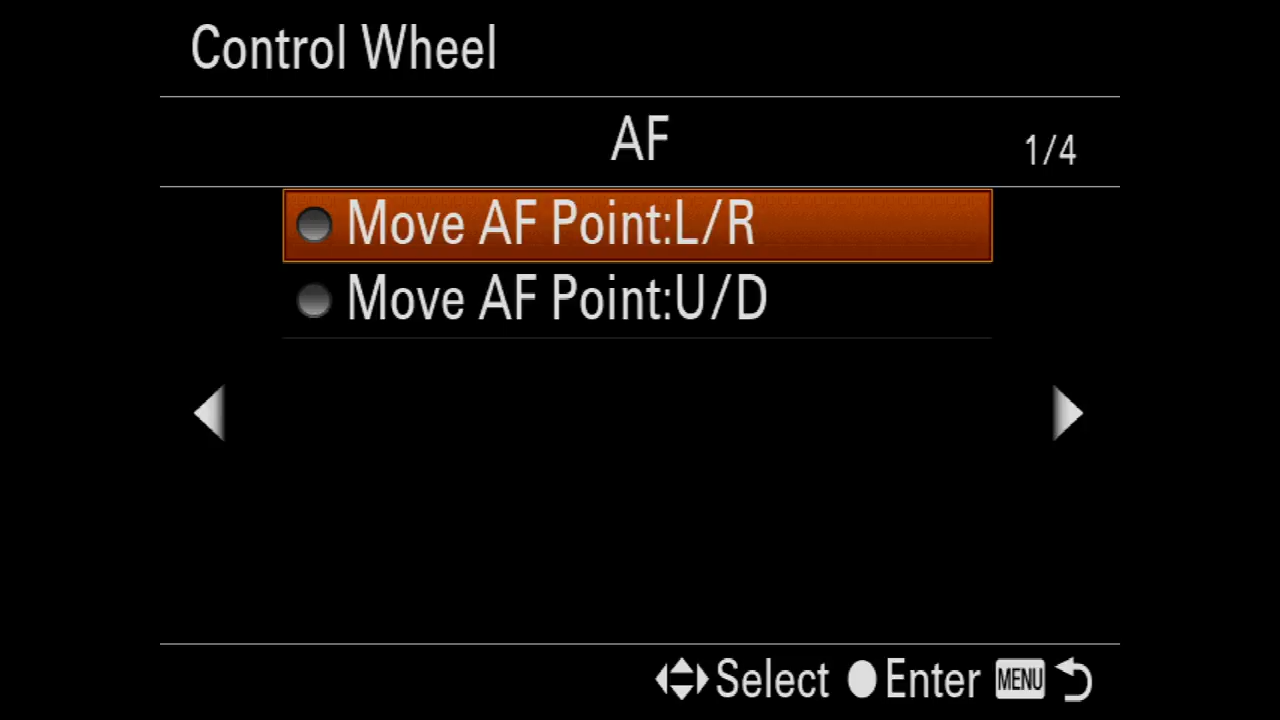 Control Wheel
AF
1/4
Move AF Point:L/R
Move AF Point:U/D
Select Enter MENU